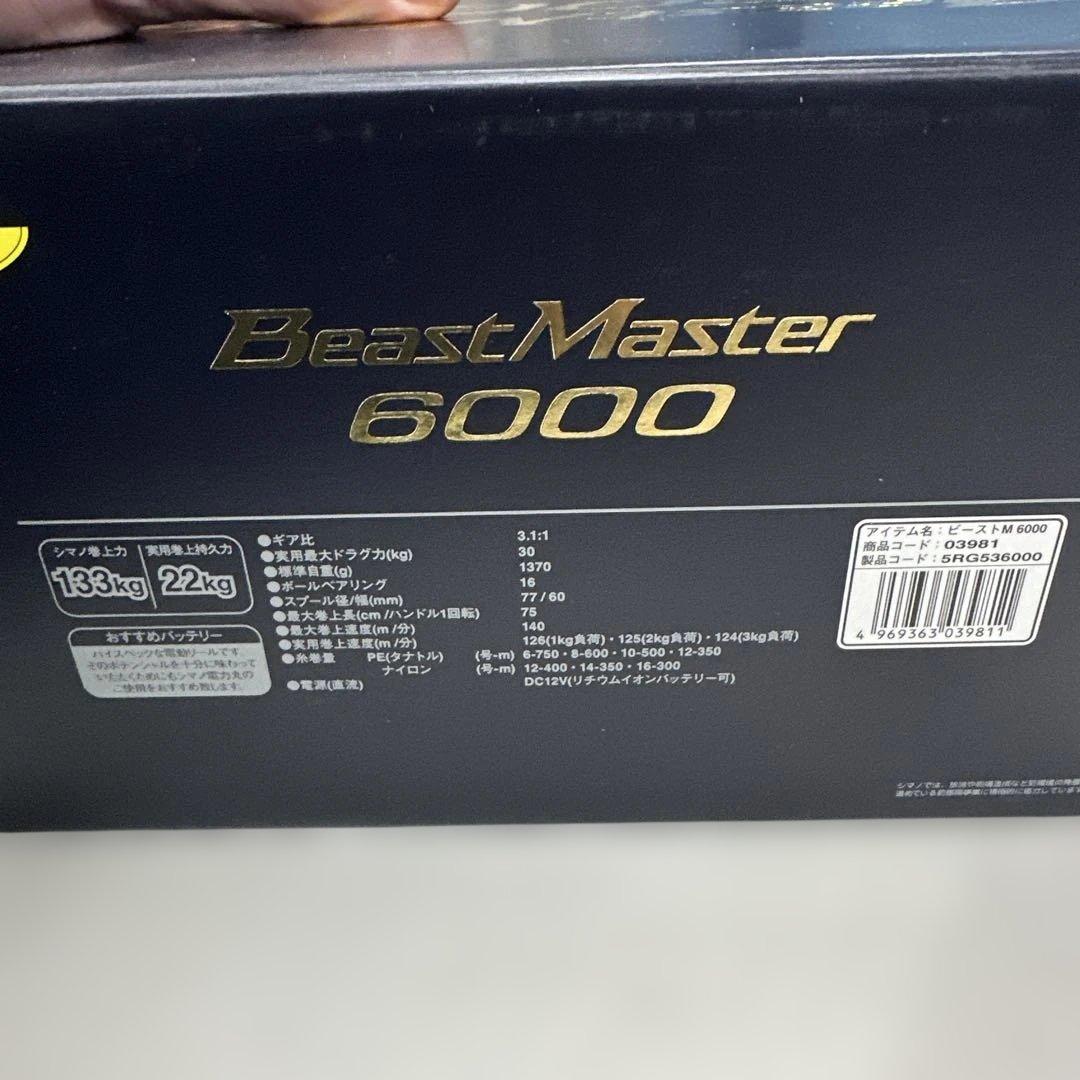 BeastMaster
6000
シマノ巻上力 実用巻上持久力
133kg 22kg
おすすめバッテリー
ハイスペックな電動リールです。
そのポテンシャルを十分に味わって
いただくためにもシマノ電力丸の
ご使用をおすすめ致します。
●ギア比 3.1:1
●実用最大ドラグ力(kg) 30
●標準自重(g) 1370
●ボールベアリング 16
●スプール径/幅(mm) 77/60
●最大巻上長(cm/ハンドル1回転) 75
●最大巻上速度(m/分) 140
●実用巻上速度(m/分) 126(1kg負荷)・125(2kg負荷)・124(3kg負荷)
●糸巻量 PE(タナトル) (号-m) 6-750・8-600・10-500・12-350
ナイロン (号-m) 12-400・14-350・16-300
●電源(直流) DC12V(リチウムイオンバッテリー可)
アイテム名:ビーストM 6000
商品コード:03981
製品コード:5RG536000
4 969363 039811